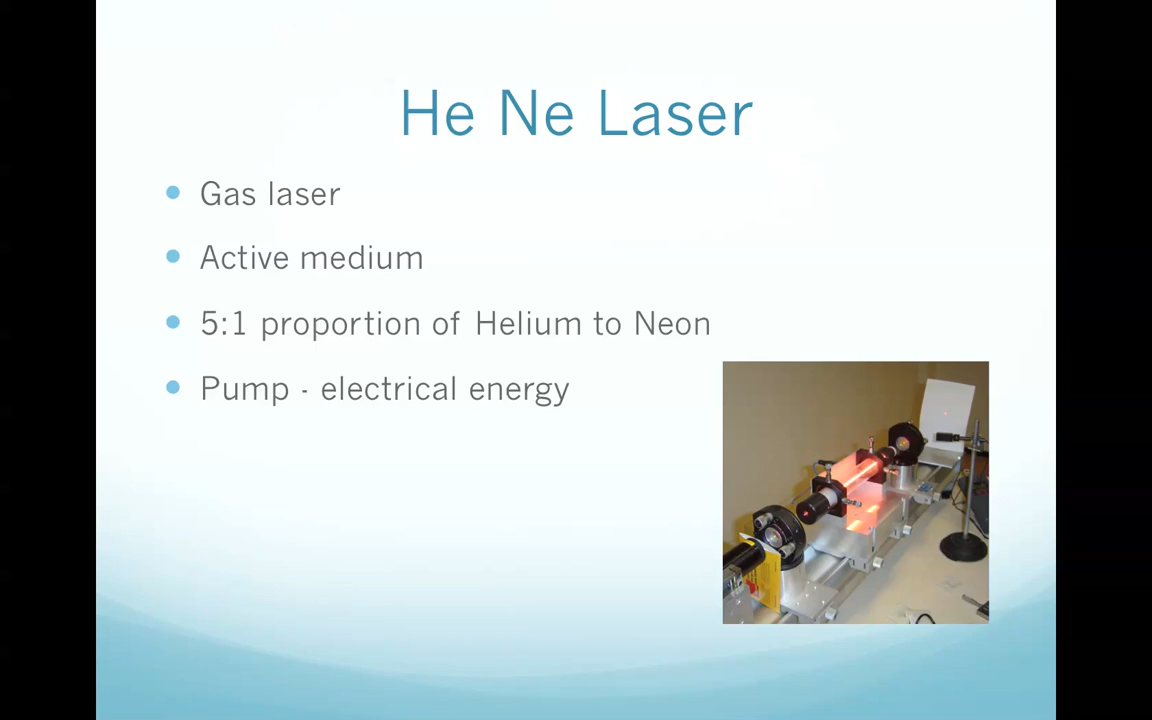 He Ne Laser
Gas laser
Active medium
5:1 proportion of Helium to Neon
Pump - electrical energy